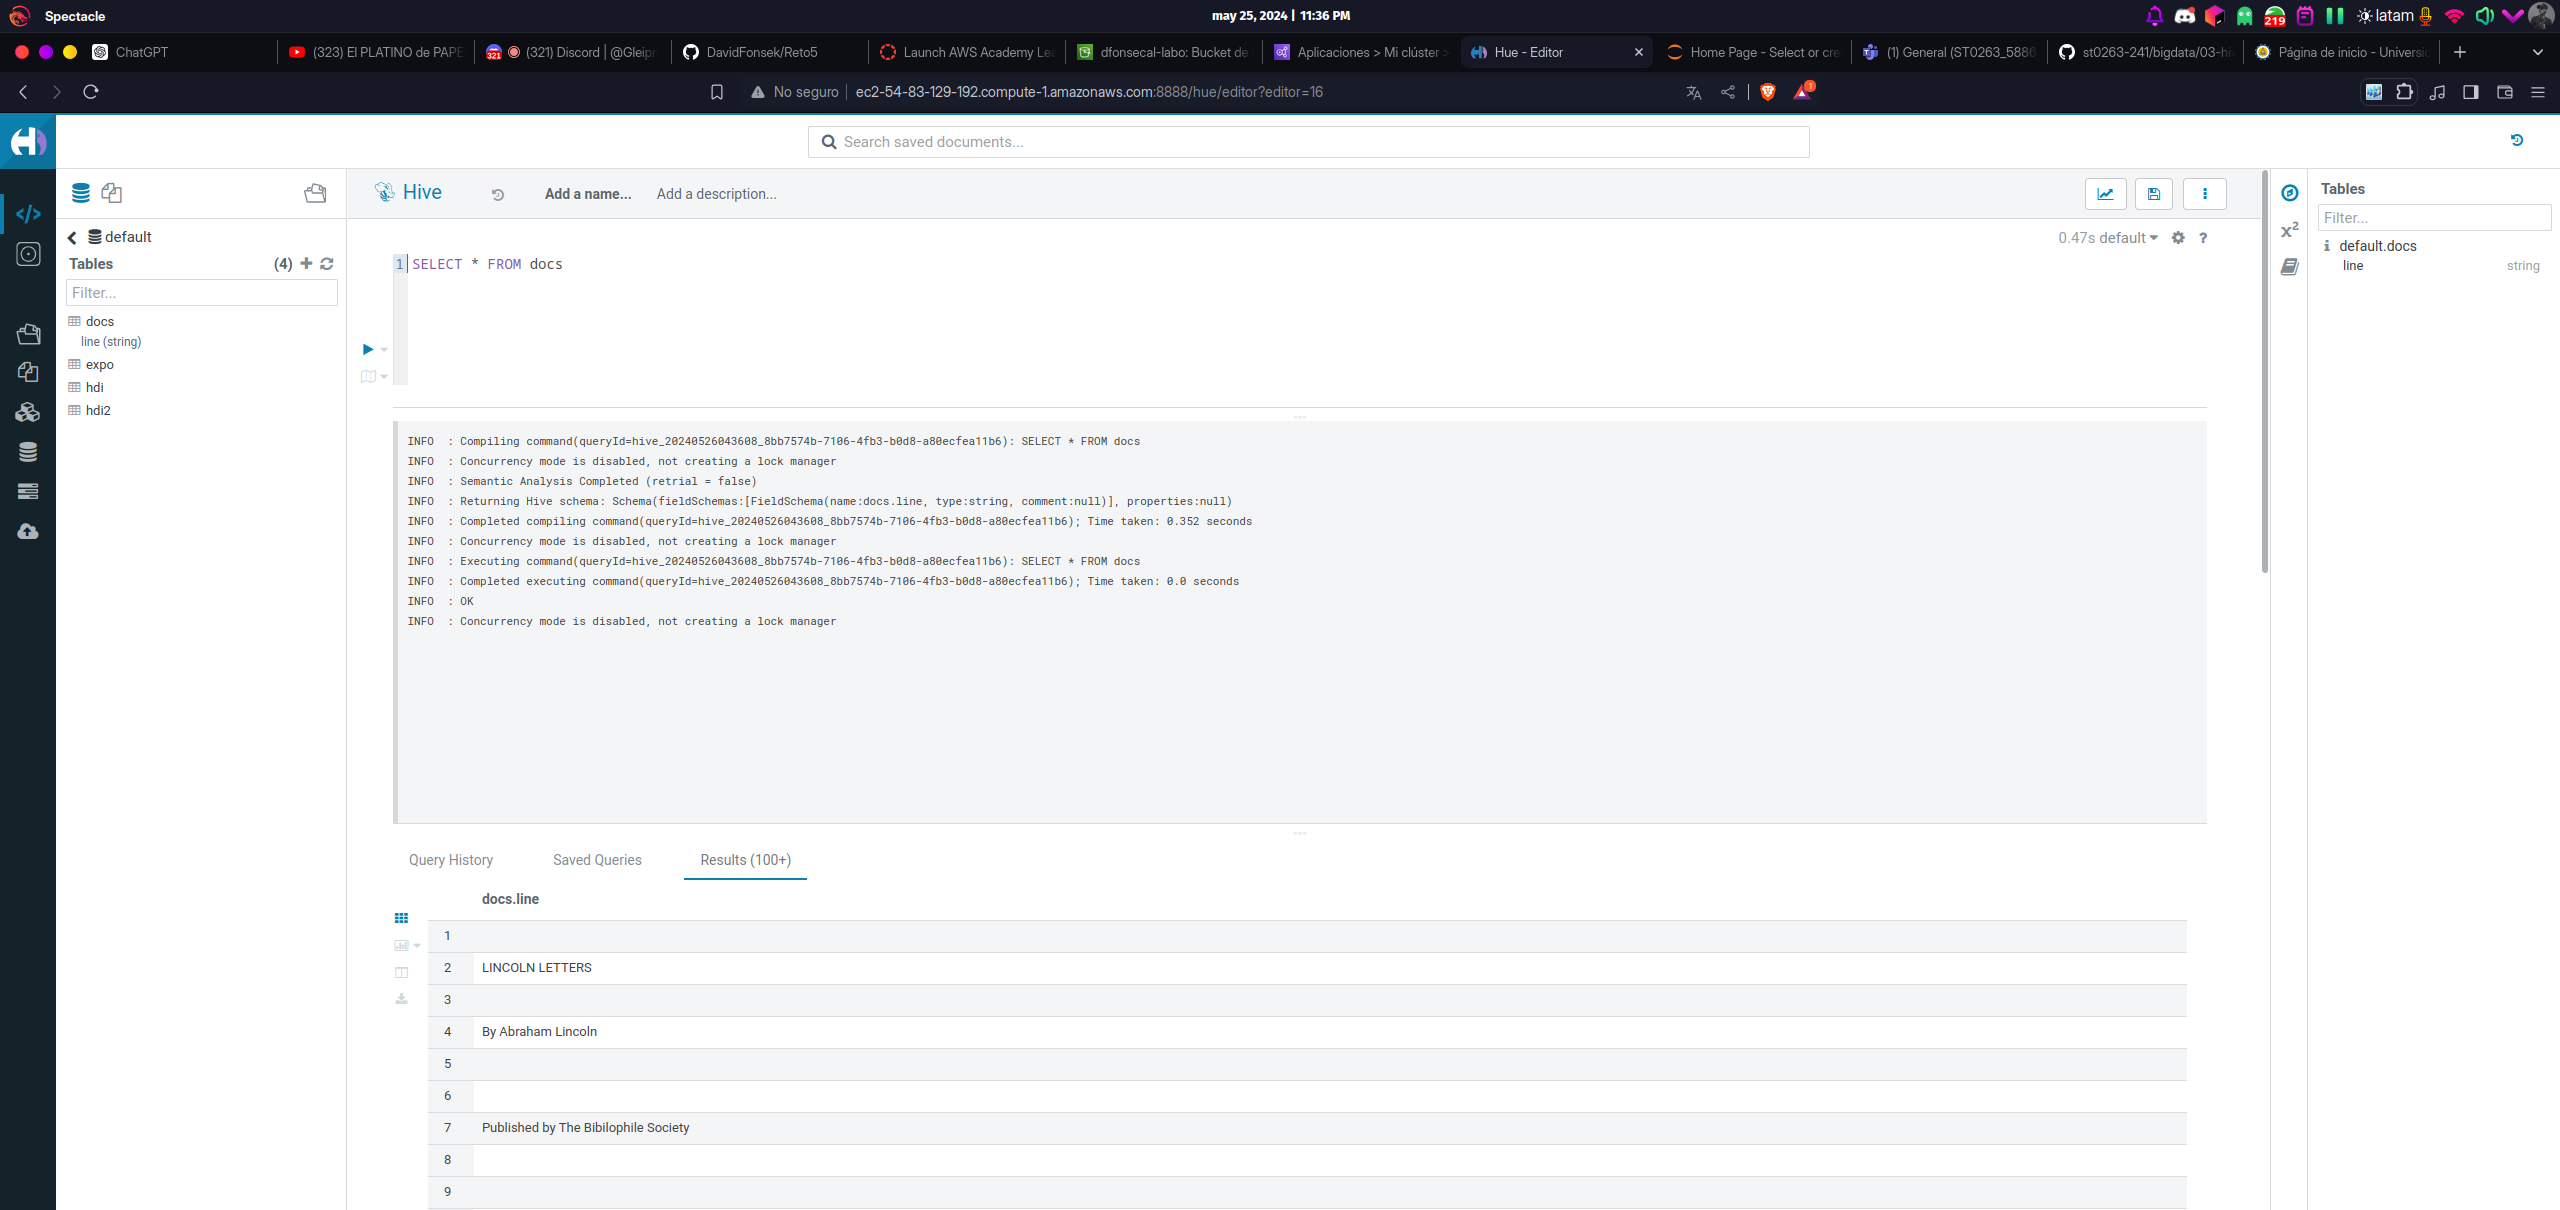 Spectacle
may 25, 2024 | 11:36 PM
219
latam
ChatGPT
(323) El PLATINO de PAPE
321
(321) Discord | @Gleipn
DavidFonsek/Reto5
Launch AWS Academy Lea
dfonsecal-labo: Bucket de
Aplicaciones > Mi clúster >
Hue - Editor
Home Page - Select or cre
(1) General (ST0263_5886
st0263-241/bigdata/03-hi
Página de inicio - Universi
No seguro
ec2-54-83-129-192.compute-1.amazonaws.com:8888/hue/editor?editor=16
1
Search saved documents...
Hive
Add a name...
Add a description...
Tables
Filter...
default.docs
line
string
default
Tables
(4)
Filter...
docs
line (string)
expo
hdi
hdi2
0.47s default
?
x²
1 SELECT * FROM docs
INFO : Compiling command(queryId=hive_20240526043608_8bb7574b-7106-4fb3-b0d8-a80ecfea11b6): SELECT * FROM docs
INFO : Concurrency mode is disabled, not creating a lock manager
INFO : Semantic Analysis Completed (retrial = false)
INFO : Returning Hive schema: Schema(fieldSchemas:[FieldSchema(name:docs.line, type:string, comment:null)], properties:null)
INFO : Completed compiling command(queryId=hive_20240526043608_8bb7574b-7106-4fb3-b0d8-a80ecfea11b6); Time taken: 0.352 seconds
INFO : Concurrency mode is disabled, not creating a lock manager
INFO : Executing command(queryId=hive_20240526043608_8bb7574b-7106-4fb3-b0d8-a80ecfea11b6): SELECT * FROM docs
INFO : Completed executing command(queryId=hive_20240526043608_8bb7574b-7106-4fb3-b0d8-a80ecfea11b6); Time taken: 0.0 seconds
INFO : OK
INFO : Concurrency mode is disabled, not creating a lock manager
Query History
Saved Queries
Results (100+)
docs.line
1
2 LINCOLN LETTERS
3
4 By Abraham Lincoln
5
6
7 Published by The Bibilophile Society
8
9